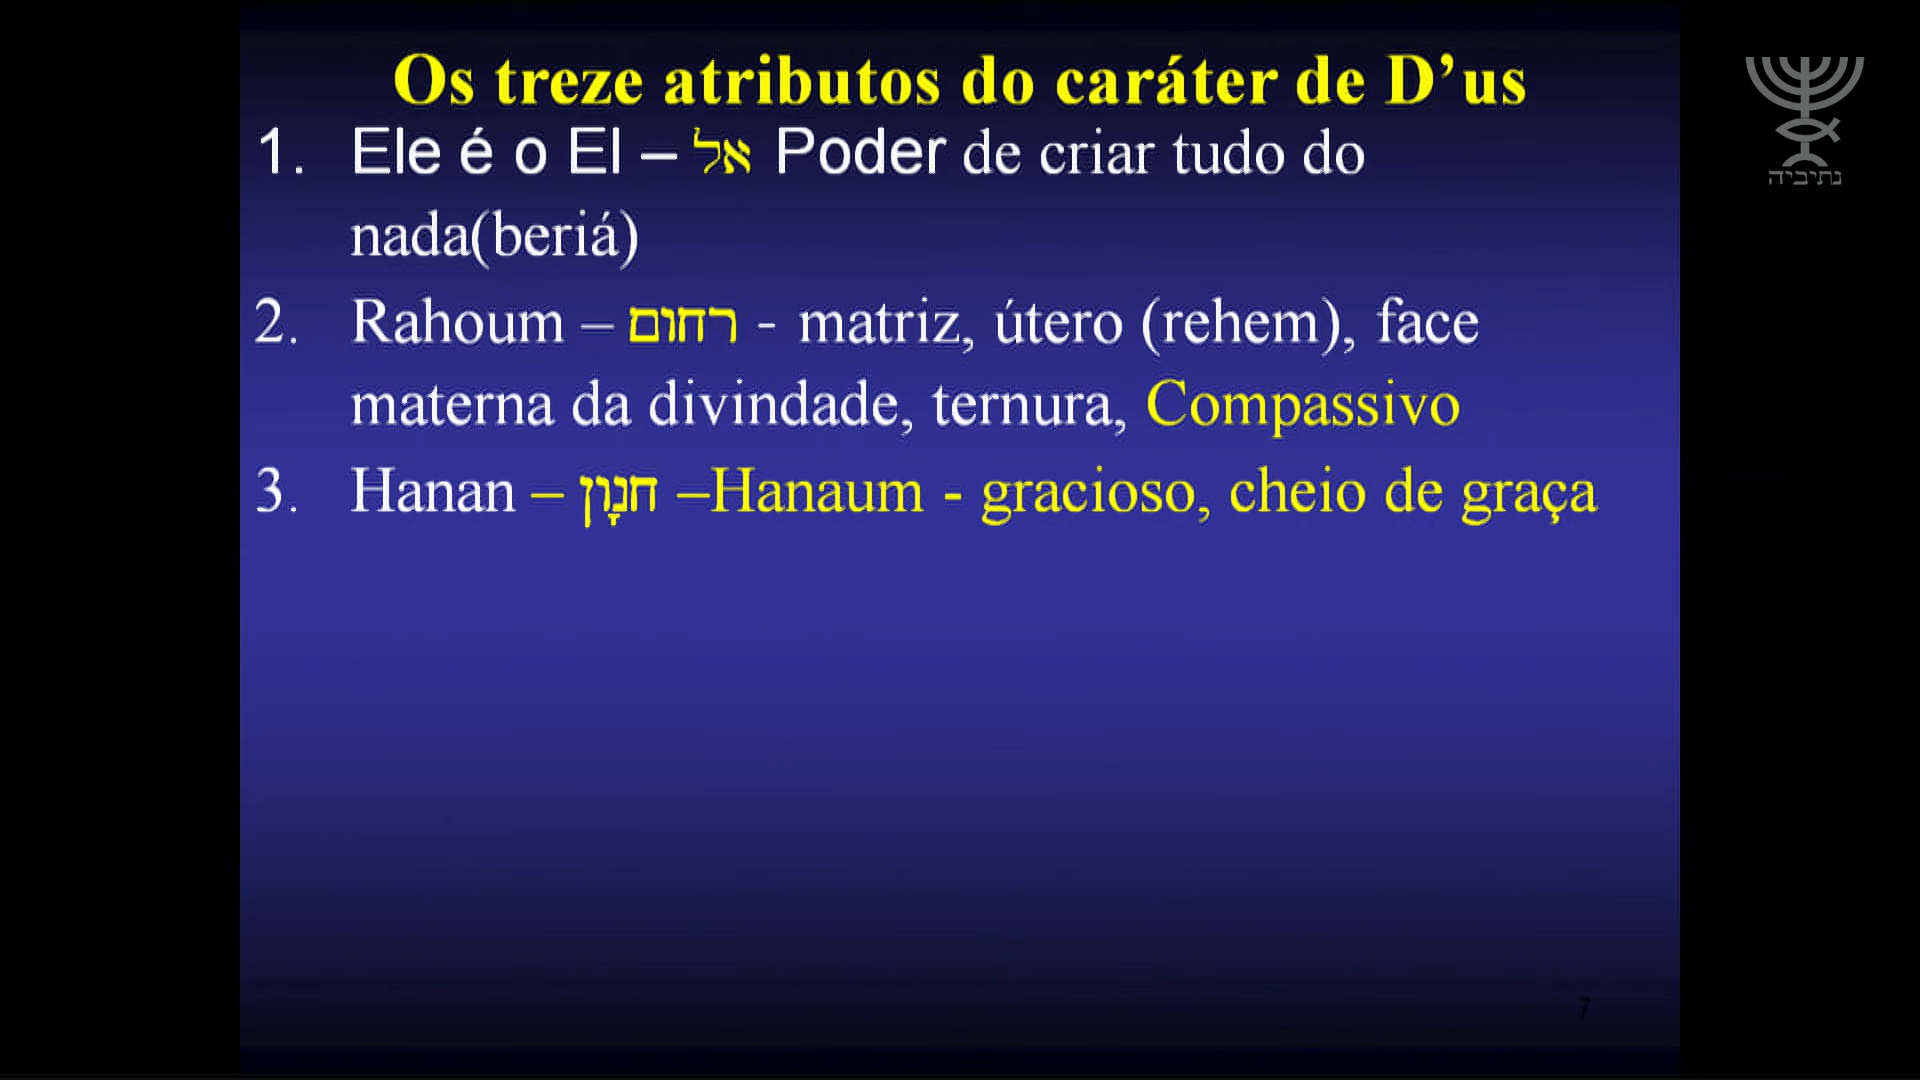 Os treze atributos do caráter de D’us
1. Ele é o El – אל Poder de criar tudo do
nada(beriá)
2. Rahoum – רחום - matriz, útero (rehem), face
materna da divindade, ternura, Compassivo
3. Hanan – חנָון –Hanaum - gracioso, cheio de graça
נתיביה
7